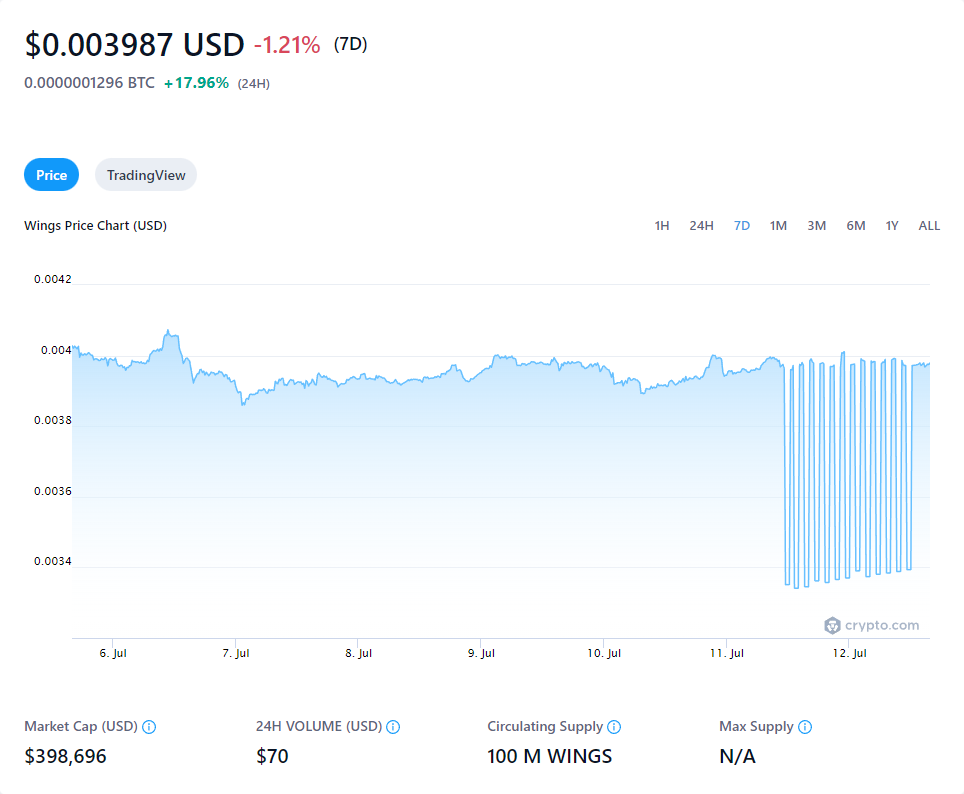 $0.003987 USD -1.21% (7D)
0.0000001296 BTC +17.96% (24H)
Price TradingView
Wings Price Chart (USD) 1H 24H 7D 1M 3M 6M 1Y ALL
0.0042
0.004
0.0038
0.0036
0.0034
crypto.com
6. Jul 7. Jul 8. Jul 9. Jul 10. Jul 11. Jul 12. Jul
Market Cap (USD) 24H VOLUME (USD) Circulating Supply Max Supply
$398,696 $70 100 M WINGS N/A